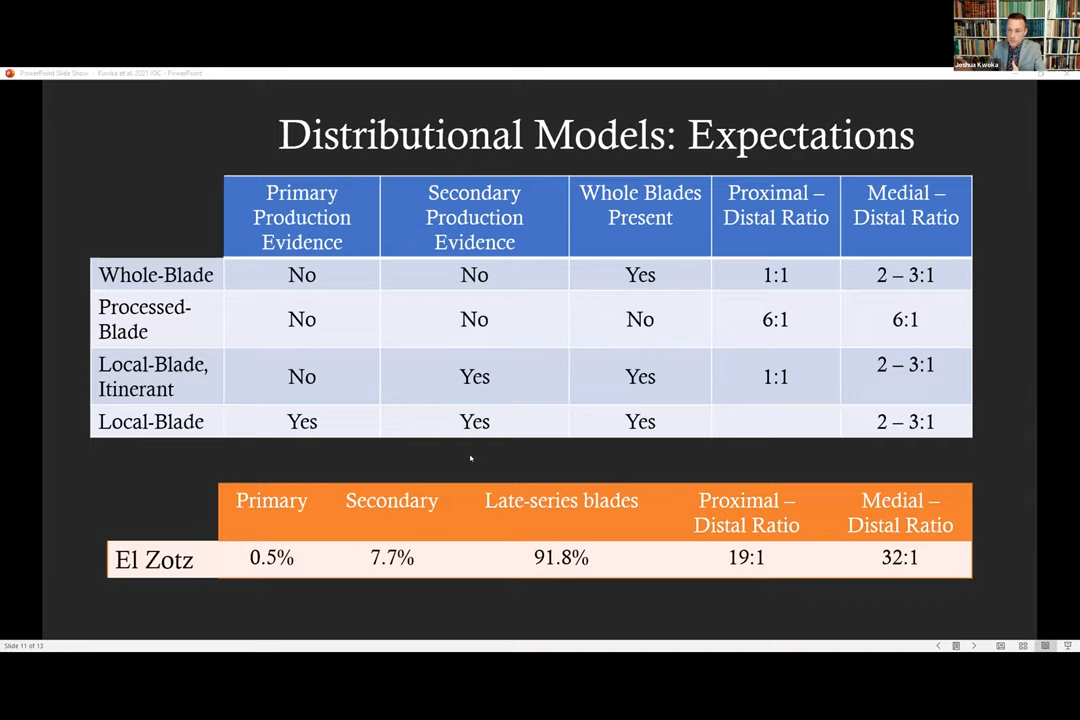 Joshua Kwoka
PowerPoint Slide Show - Kwoka et al. 2021 IOC - PowerPoint
Distributional Models: Expectations
Primary Production Evidence | Secondary Production Evidence | Whole Blades Present | Proximal – Distal Ratio | Medial – Distal Ratio
Whole-Blade | No | No | Yes | 1:1 | 2 – 3:1
Processed-Blade | No | No | No | 6:1 | 6:1
Local-Blade, Itinerant | No | Yes | Yes | 1:1 | 2 – 3:1
Local-Blade | Yes | Yes | Yes | | 2 – 3:1
Primary | Secondary | Late-series blades | Proximal – Distal Ratio | Medial – Distal Ratio
El Zotz | 0.5% | 7.7% | 91.8% | 19:1 | 32:1
Slide 11 of 13